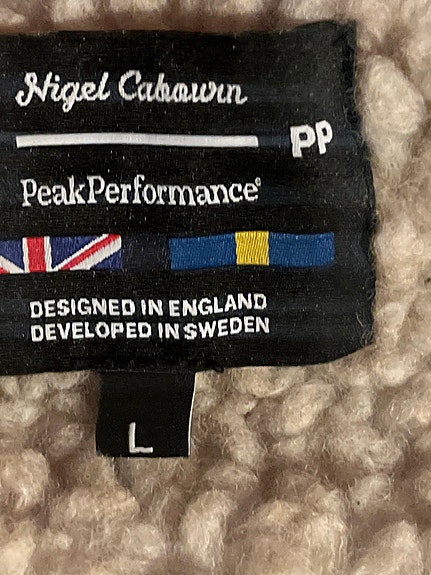 Nigel Cabourn
PP
PeakPerformance®
DESIGNED IN ENGLAND
DEVELOPED IN SWEDEN
L